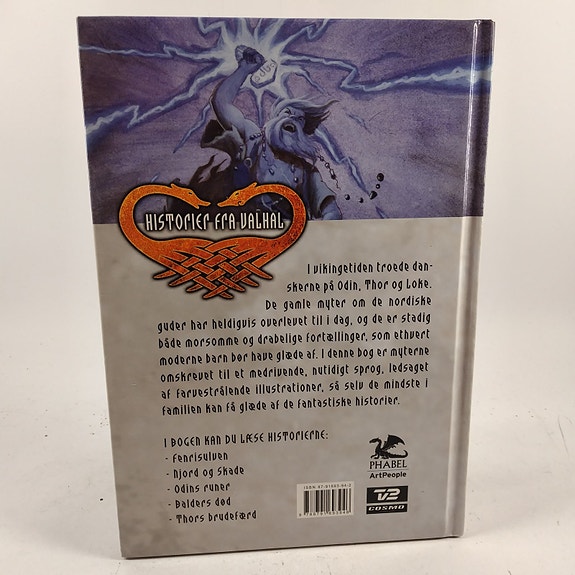 HISTORIER FRA VALHAL
I vikingetiden troede dan-
skerne på Odin, Thor og Loke.
De gamle myter om de nordiske
guder har heldigvis overlevet til i dag, og de er stadig
både morsomme og drabelige fortællinger, som ethvert
moderne barn bør have glæde af. I denne bog er myterne
omskrevet til et medrivende, nutidigt sprog, ledsaget
af farvestrålende illustrationer, så selv de mindste i
familien kan få glæde af de fantastiske historier.
I BOGEN KAN DU LÆSE HISTORIERNE:
- Fenrisulven
- Njord og Skade
- Odins runer
- Balders død
- Thors brudefærd
PHABEL
ArtPeople
TV2
COSMO